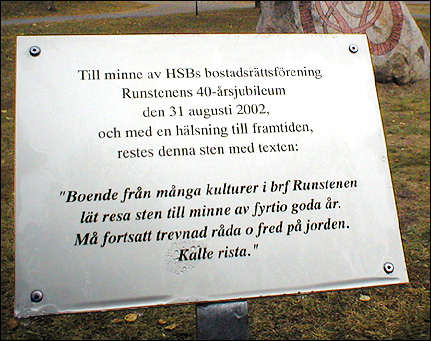 Till minne av HSBs bostadsrättsförening
Runstenens 40-årsjubileum
den 31 augusti 2002,
och med en hälsning till framtiden,
restes denna sten med texten:
"Boende från många kulturer i brf Runstenen
lät resa sten till minne av fyrtio goda år.
Må fortsatt trevnad råda o fred på jorden.
Kalle rista."